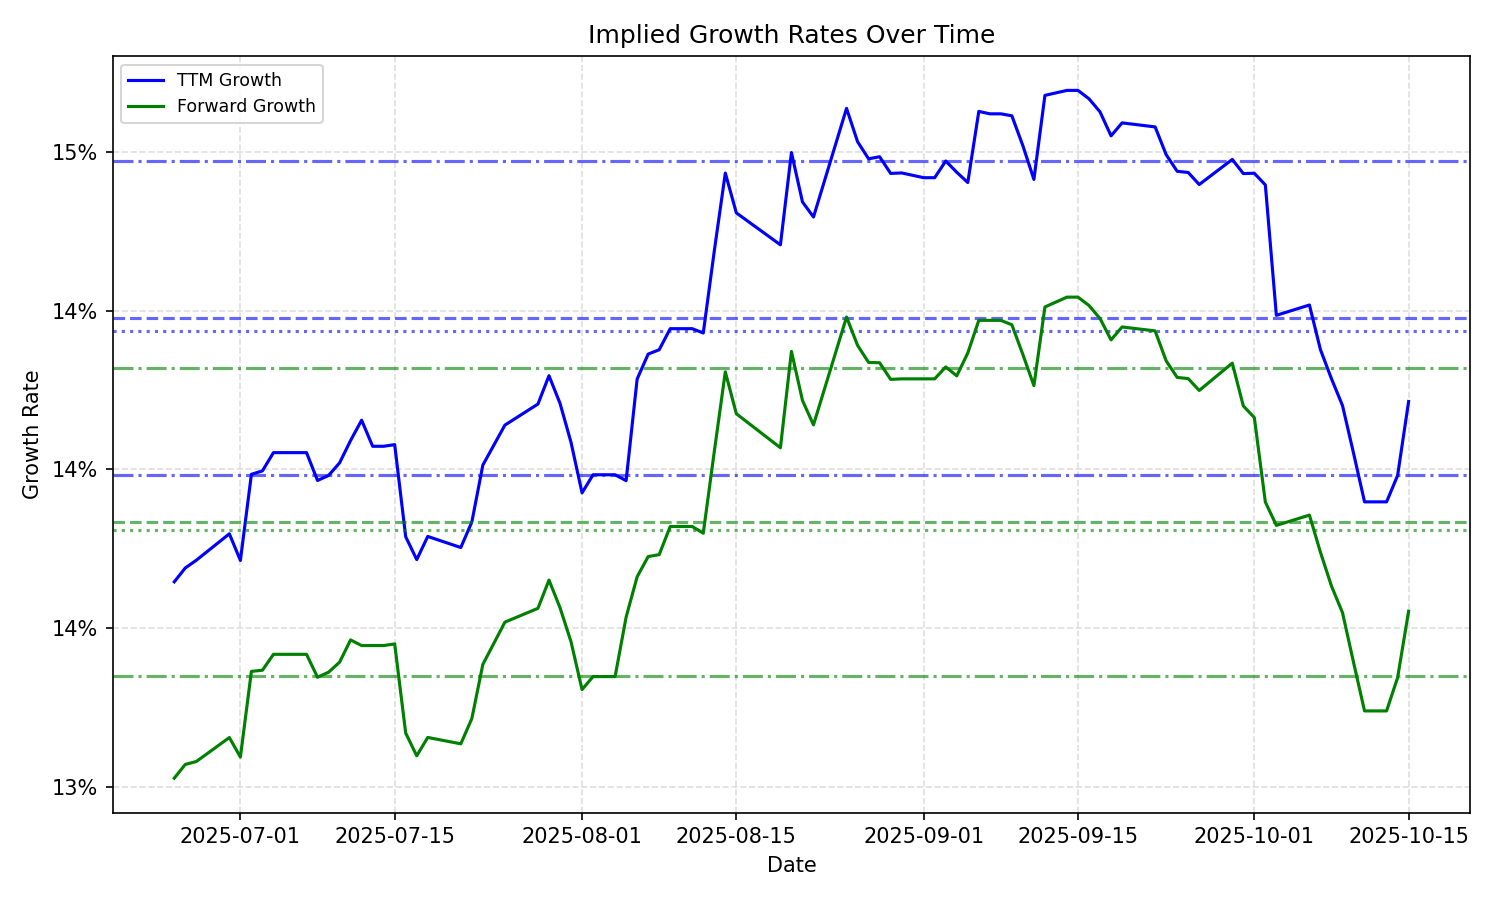 Implied Growth Rates Over Time
TTM Growth
Forward Growth
15%
14%
14%
14%
13%
Growth Rate
2025-07-01
2025-07-15
2025-08-01
2025-08-15
2025-09-01
2025-09-15
2025-10-01
2025-10-15
Date